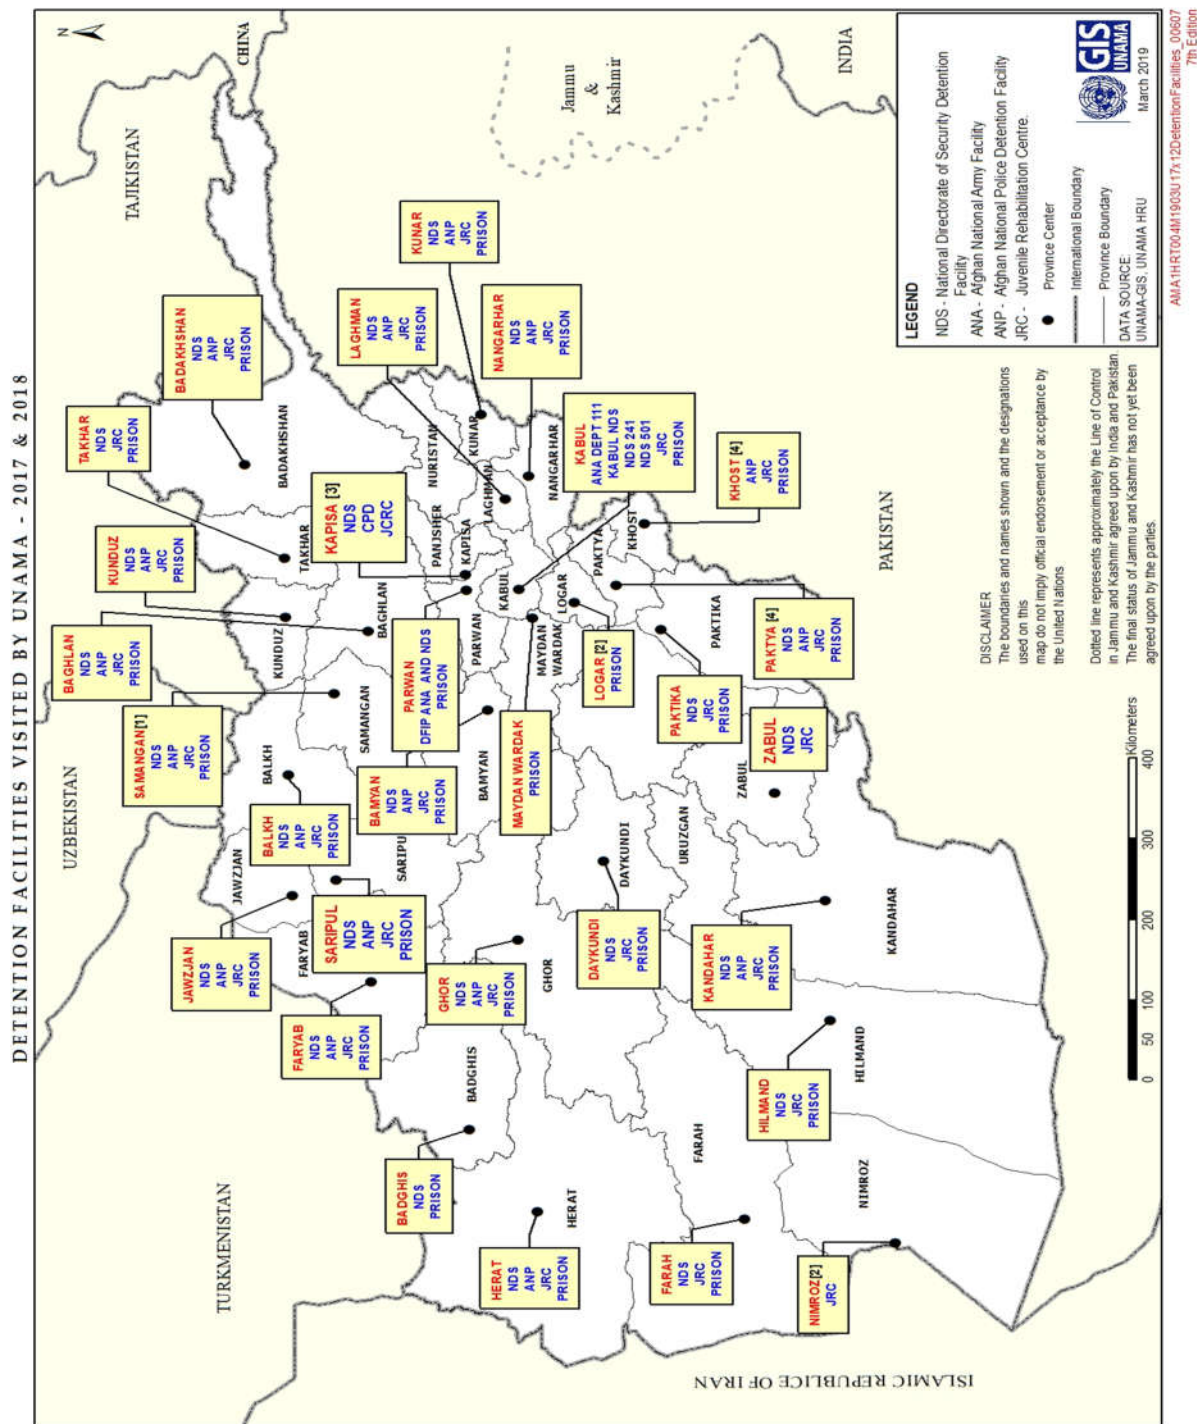 DETENTION FACILITIES VISITED BY UNAMA - 2017 & 2018
N
UZBEKISTAN
TAJIKISTAN
CHINA
TURKMENISTAN
Jammu
&
Kashmir
INDIA
PAKISTAN
ISLAMIC REPUBLICE OF IRAN
SAMANGAN[1]
NDS
ANP
JRC
PRISON
BAGHLAN
NDS
ANP
JRC
PRISON
KUNDUZ
NDS
ANP
JRC
PRISON
TAKHAR
NDS
JRC
PRISON
BADAKHSHAN
NDS
ANP
JRC
PRISON
JAWZJAN
NDS
ANP
JRC
PRISON
BALKH
NDS
ANP
JRC
PRISON
FARYAB
NDS
ANP
JRC
PRISON
SARIPUL
NDS
ANP
JRC
PRISON
BAMYAN
NDS
ANP
JRC
PRISON
PARWAN
DFIP ANA AND NDS
PRISON
KAPISA [3]
NDS
CPD
JCRC
LAGHMAN
NDS
ANP
JRC
PRISON
KUNAR
NDS
ANP
JRC
PRISON
NANGARHAR
NDS
ANP
JRC
PRISON
BADGHIS
NDS
PRISON
GHOR
NDS
ANP
JRC
PRISON
HERAT
NDS
ANP
JRC
PRISON
MAYDAN WARDAK
PRISON
LOGAR [2]
PRISON
KABUL
ANA DEPT 111
KABUL NDS
NDS 241
NDS 501
JRC
PRISON
KHOST [4]
ANP
JRC
PRISON
PAKTYA [4]
NDS
ANP
JRC
PRISON
PAKTIKA
NDS
JRC
PRISON
ZABUL
NDS
JRC
DAYKUNDI
NDS
JRC
PRISON
KANDAHAR
NDS
ANP
JRC
PRISON
HILMAND
NDS
JRC
PRISON
FARAH
NDS
JRC
PRISON
NIMROZ[2]
JRC
JAWZJAN
BALKH
KUNDUZ
TAKHAR
BADAKHSHAN
FARYAB
SARIPU
SAMANGAN
BAGHLAN
PANJSHER
NURISTAN
KUNAR
BADGHIS
BAMYAN
PARWAN
KAPISA
LAGHMAN
HERAT
GHOR
MAYDAN
WARDAK
KABUL
LOGAR
NANGARHAR
DAYKUNDI
PAKTYA
KHOST
FARAH
URUZGAN
ZABUL
PAKTIKA
NIMROZ
HILMAND
KANDAHAR
0 50 100 200 300 400
Kilometers
DISCLAIMER
The boundaries and names shown and the designations
used on this
map do not imply official endorsement or acceptance by
the United Nations
Dotted line represents approximately the Line of Control
in Jammu and Kashmir agreed upon by India and Pakistan.
The final status of Jammu and Kashmir has not yet been
agreed upon by the parties.
LEGEND
NDS - National Directorate of Security Detention
Facility
ANA - Afghan National Army Facility
ANP - Afghan National Police Detention Facility
JRC - Juvenile Rehabilitation Centre.
Province Center
International Boundary
Province Boundary
DATA SOURCE:
UNAMA-GIS, UNAMA HRU
GIS
UNAMA
March 2019
AMA1HRT004M1903U17x12DetentionFacilities_00607
7th Edition